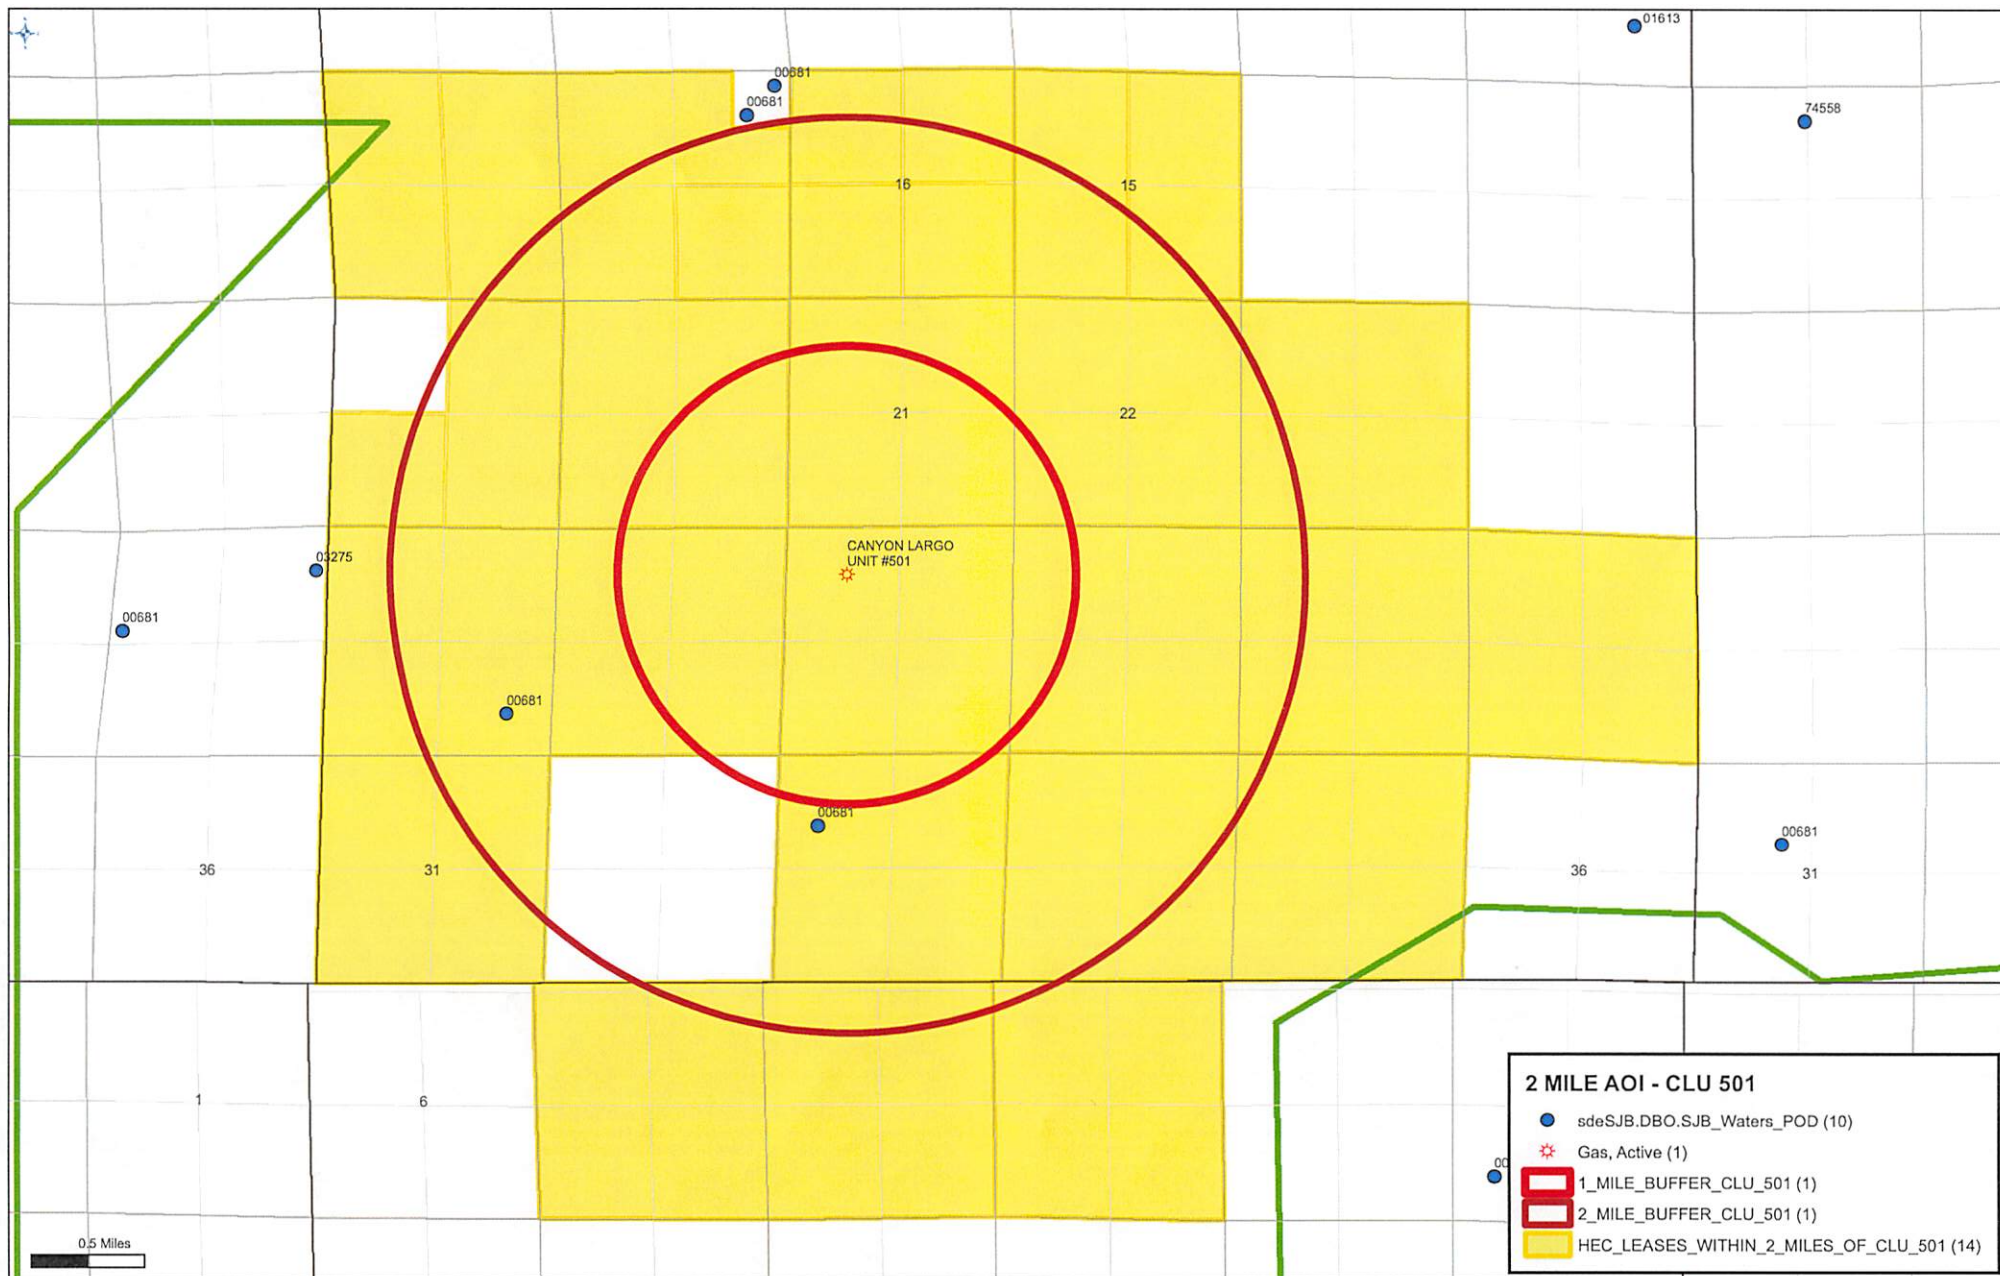 01613
00681
00681
74558
16
15
21
22
CANYON LARGO
UNIT #501
03275
00681
00681
00681
00681
36
31
36
31
1
6
00
2 MILE AOI - CLU 501
sdeSJB.DBO.SJB_Waters_POD (10)
Gas, Active (1)
1_MILE_BUFFER_CLU_501 (1)
2_MILE_BUFFER_CLU_501 (1)
HEC_LEASES_WITHIN_2_MILES_OF_CLU_501 (14)
0.5 Miles